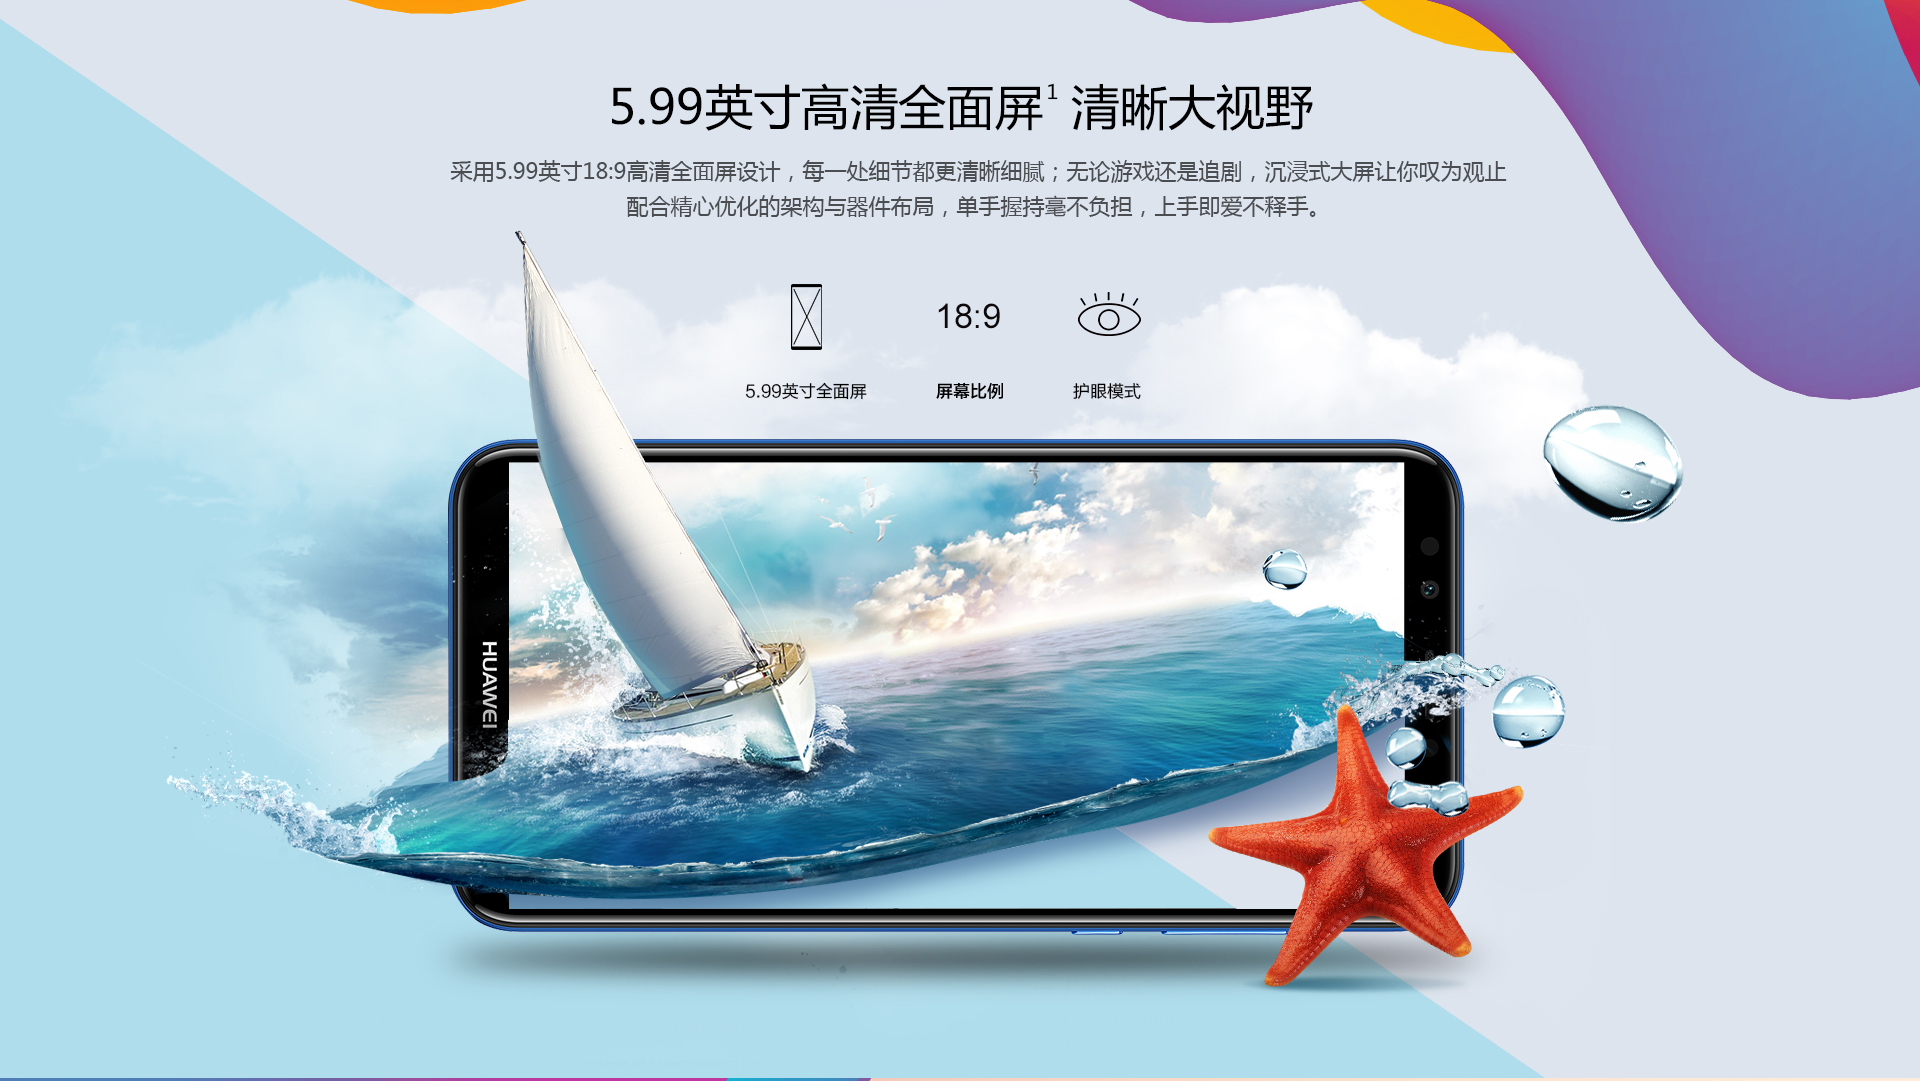 5.99英寸高清全面屏¹ 清晰大视野
采用5.99英寸18:9高清全面屏设计，每一处细节都更清晰细腻；无论游戏还是追剧，沉浸式大屏让你叹为观止
配合精心优化的架构与器件布局，单手握持毫不负担，上手即爱不释手。
18:9
5.99英寸全面屏
屏幕比例
护眼模式
HUAWEI